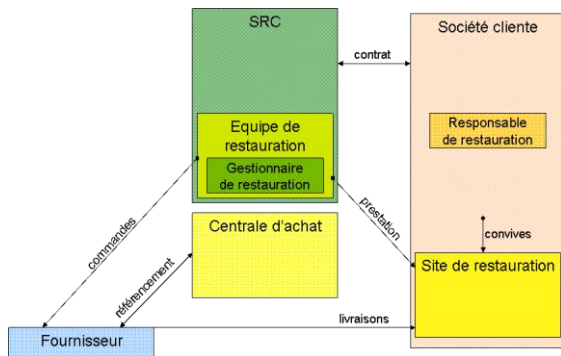 SRC
Société cliente
contrat
Equipe de
restauration
Gestionnaire
de restauration
Responsable
de restauration
commandes
prestation
Centrale d'achat
convives
référencement
Site de restauration
livraisons
Fournisseur